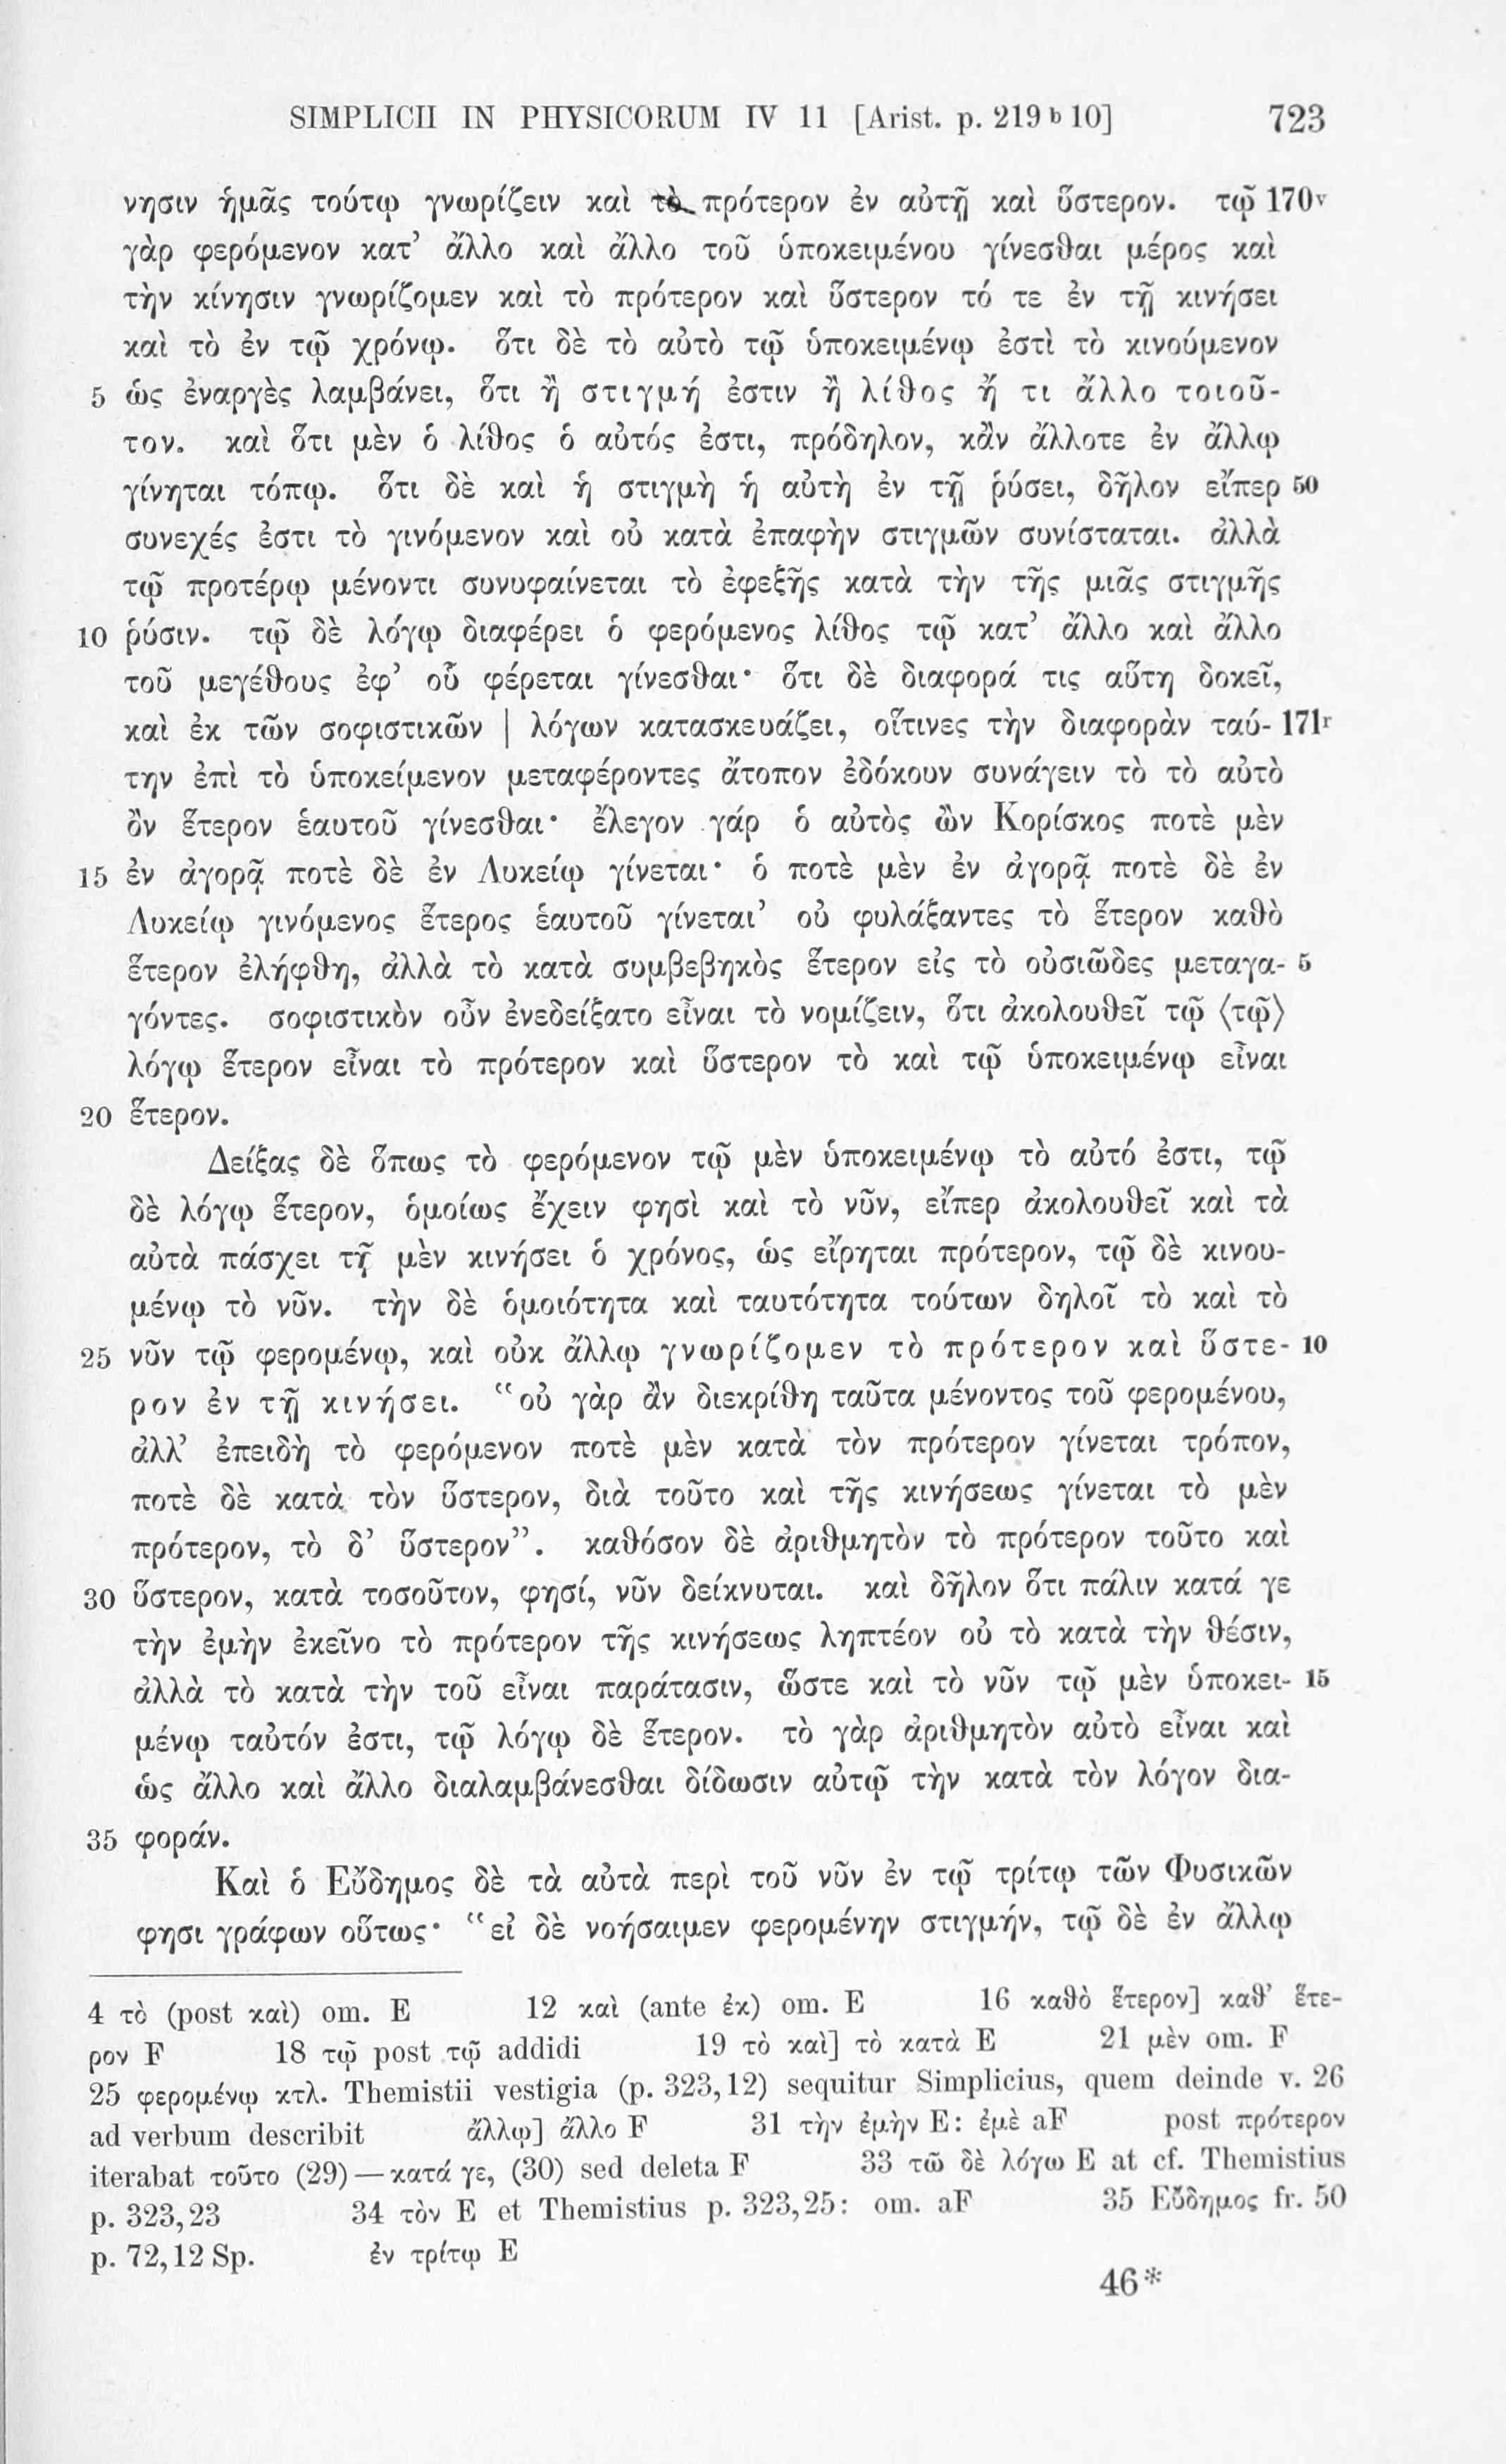 SIMPLICII IN PHYSICORUM IV 11 [Arist. p. 219 b 10] 723
νησιν ἡμᾶς τούτῳ γνωρίζειν καὶ τὸ πρότερον ἐν αὐτῇ καὶ ὕστερον. τῷ 170v
γὰρ φερόμενον κατ’ ἄλλο καὶ ἄλλο τοῦ ὑποκειμένου γίνεσθαι μέρος καὶ
τὴν κίνησιν γνωρίζομεν καὶ τὸ πρότερον καὶ ὕστερον τό τε ἐν τῇ κινήσει
καὶ τὸ ἐν τῷ χρόνῳ. ὅτι δὲ τὸ αὐτὸ τῷ ὑποκειμένῳ ἐστὶ τὸ κινούμενον
5 ὡς ἐναργὲς λαμβάνει, ὅτι ἢ στιγμή ἐστιν ἢ λίθος ἤ τι ἄλλο τοιοῦ-
τον. καὶ ὅτι μὲν ὁ λίθος ὁ αὐτός ἐστι, πρόδηλον, κἂν ἄλλοτε ἐν ἄλλῳ
γίνηται τόπῳ. ὅτι δὲ καὶ ἡ στιγμὴ ἡ αὐτὴ ἐν τῇ ῥύσει, δῆλον εἴπερ 50
συνεχές ἐστι τὸ γινόμενον καὶ οὐ κατὰ ἐπαφὴν στιγμῶν συνίσταται. ἀλλὰ
τῷ προτέρῳ μένοντι συνυφαίνεται τὸ ἐφεξῆς κατὰ τὴν τῆς μιᾶς στιγμῆς
10 ῥύσιν. τῷ δὲ λόγῳ διαφέρει ὁ φερόμενος λίθος τῷ κατ’ ἄλλο καὶ ἄλλο
τοῦ μεγέθους ἐφ’ οὗ φέρεται γίνεσθαι· ὅτι δὲ διαφορά τις αὕτη δοκεῖ,
καὶ ἐκ τῶν σοφιστικῶν | λόγων κατασκευάζει, οἵτινες τὴν διαφορὰν ταύ- 171r
την ἐπὶ τὸ ὑποκείμενον μεταφέροντες ἄτοπον ἐδόκουν συνάγειν τὸ τὸ αὐτὸ
ὂν ἕτερον ἑαυτοῦ γίνεσθαι· ἔλεγον γάρ ὁ αὐτὸς ὢν Κορίσκος ποτὲ μὲν
15 ἐν ἀγορᾷ ποτὲ δὲ ἐν Λυκείῳ γίνεται· ὁ ποτὲ μὲν ἐν ἀγορᾷ ποτὲ δὲ ἐν
Λυκείῳ γινόμενος ἕτερος ἑαυτοῦ γίνεται’ οὐ φυλάξαντες τὸ ἕτερον καθὸ
ἕτερον ἐλήφθη, ἀλλὰ τὸ κατὰ συμβεβηκὸς ἕτερον εἰς τὸ οὐσιῶδες μεταγα- 5
γόντες. σοφιστικὸν οὖν ἐνεδείξατο εἶναι τὸ νομίζειν, ὅτι ἀκολουθεῖ τῷ ⟨τῷ⟩
λόγῳ ἕτερον εἶναι τὸ πρότερον καὶ ὕστερον τὸ καὶ τῷ ὑποκειμένῳ εἶναι
20 ἕτερον.
Δείξας δὲ ὅπως τὸ φερόμενον τῷ μὲν ὑποκειμένῳ τὸ αὐτό ἐστι, τῷ
δὲ λόγῳ ἕτερον, ὁμοίως ἔχειν φησὶ καὶ τὸ νῦν, εἴπερ ἀκολουθεῖ καὶ τὰ
αὐτὰ πάσχει τῇ μὲν κινήσει ὁ χρόνος, ὡς εἴρηται πρότερον, τῷ δὲ κινου-
μένῳ τὸ νῦν. τὴν δὲ ὁμοιότητα καὶ ταυτότητα τούτων δηλοῖ τὸ καὶ τὸ
25 νῦν τῷ φερομένῳ, καὶ οὐκ ἄλλῳ γνωρίζομεν τὸ πρότερον καὶ ὕστε- 10
ρον ἐν τῇ κινήσει. “οὐ γὰρ ἂν διεκρίθη ταῦτα μένοντος τοῦ φερομένου,
ἀλλ’ ἐπειδὴ τὸ φερόμενον ποτὲ μὲν κατὰ τὸν πρότερον γίνεται τρόπον,
ποτὲ δὲ κατὰ τὸν ὕστερον, διὰ τοῦτο καὶ τῆς κινήσεως γίνεται τὸ μὲν
πρότερον, τὸ δ’ ὕστερον”. καθόσον δὲ ἀριθμητὸν τὸ πρότερον τοῦτο καὶ
30 ὕστερον, κατὰ τοσοῦτον, φησί, νῦν δείκνυται. καὶ δῆλον ὅτι πάλιν κατά γε
τὴν ἐμὴν ἐκεῖνο τὸ πρότερον τῆς κινήσεως ληπτέον οὐ τὸ κατὰ τὴν θέσιν,
ἀλλὰ τὸ κατὰ τὴν τοῦ εἶναι παράτασιν, ὥστε καὶ τὸ νῦν τῷ μὲν ὑποκει- 15
μένῳ ταὐτόν ἐστι, τῷ λόγῳ δὲ ἕτερον. τὸ γὰρ ἀριθμητὸν αὐτὸ εἶναι καὶ
ὡς ἄλλο καὶ ἄλλο διαλαμβάνεσθαι δίδωσιν αὐτῷ τὴν κατὰ τὸν λόγον δια-
35 φοράν.
Καὶ ὁ Εὔδημος δὲ τὰ αὐτὰ περὶ τοῦ νῦν ἐν τῷ τρίτῳ τῶν Φυσικῶν
φησι γράφων οὕτως· “εἰ δὲ νοήσαιμεν φερομένην στιγμήν, τῷ δὲ ἐν ἄλλῳ
4 τὸ (post καὶ) om. E 12 καὶ (ante ἐκ) om. E 16 καθὸ ἕτερον] καθ’ ἕτε-
ρον F 18 τῷ post τῷ addidi 19 τὸ καὶ] τὸ κατὰ E 21 μὲν om. F
25 φερομένῳ κτλ. Themistii vestigia (p. 323,12) sequitur Simplicius, quem deinde v. 26
ad verbum describit ἄλλῳ] ἄλλο F 31 τὴν ἐμὴν E: ἐμὲ aF post πρότερον
iterabat τοῦτο (29) — κατά γε, (30) sed deleta F 33 τῶ δὲ λόγω E at cf. Themistius
p. 323,23 34 τὸν E et Themistius p. 323,25: om. aF 35 Εὔδημος fr. 50
p. 72,12 Sp. ἐν τρίτῳ E
46*